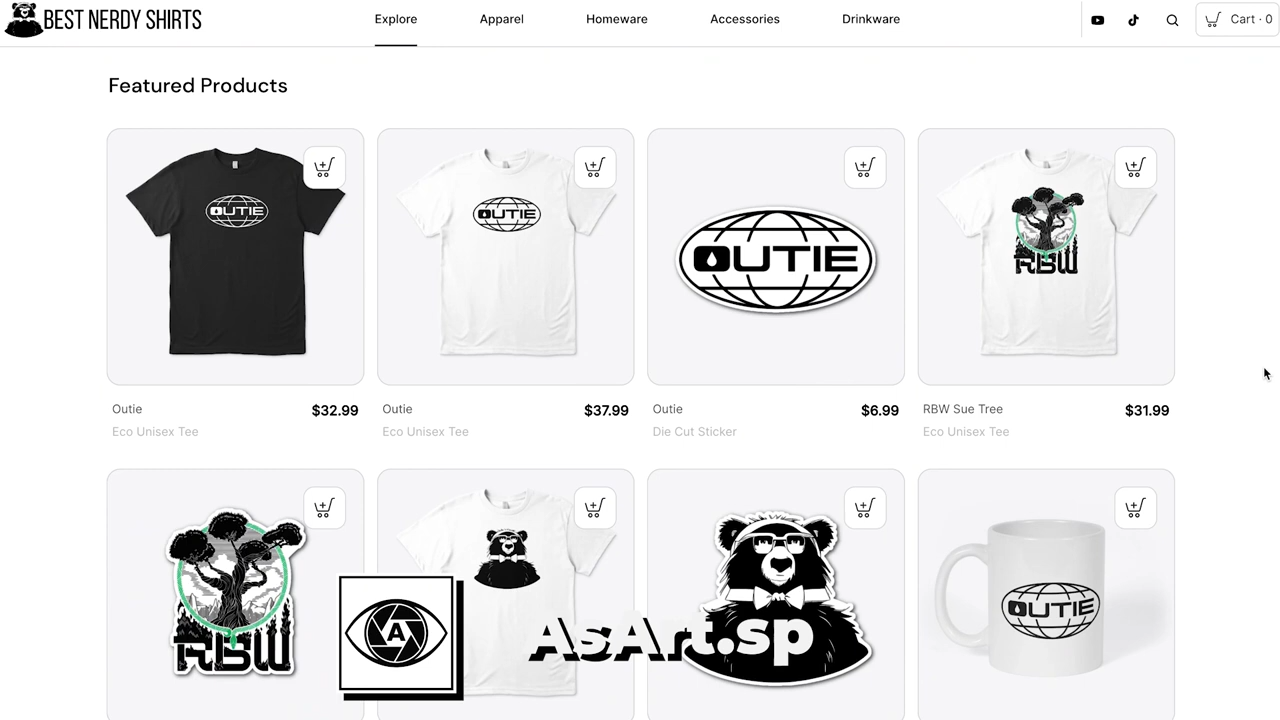 BEST NERDY SHIRTS
Explore
Apparel
Homeware
Accessories
Drinkware
Cart · 0
Featured Products
OUTIE
OUTIE
OUTIE
RBW
Outie
$32.99
Eco Unisex Tee
Outie
$37.99
Eco Unisex Tee
Outie
$6.99
Die Cut Sticker
RBW Sue Tree
$31.99
Eco Unisex Tee
RBW
OUTIE
A
AsArt.sp